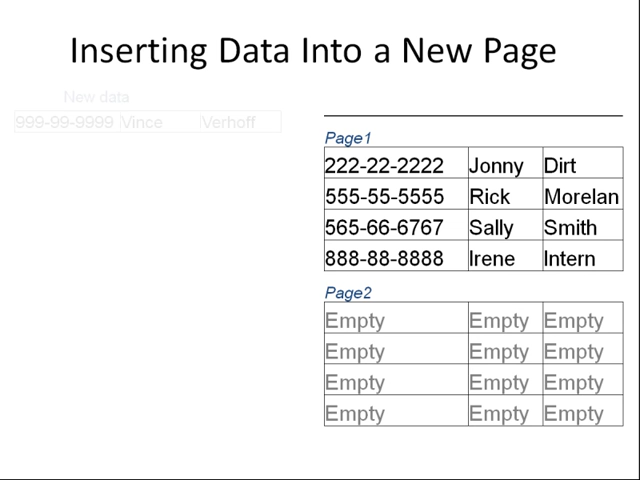 Inserting Data Into a New Page
New data
999-99-9999 Vince Verhoff
Page1
222-22-2222 Jonny Dirt
555-55-5555 Rick Morelan
565-66-6767 Sally Smith
888-88-8888 Irene Intern
Page2
Empty Empty Empty
Empty Empty Empty
Empty Empty Empty
Empty Empty Empty